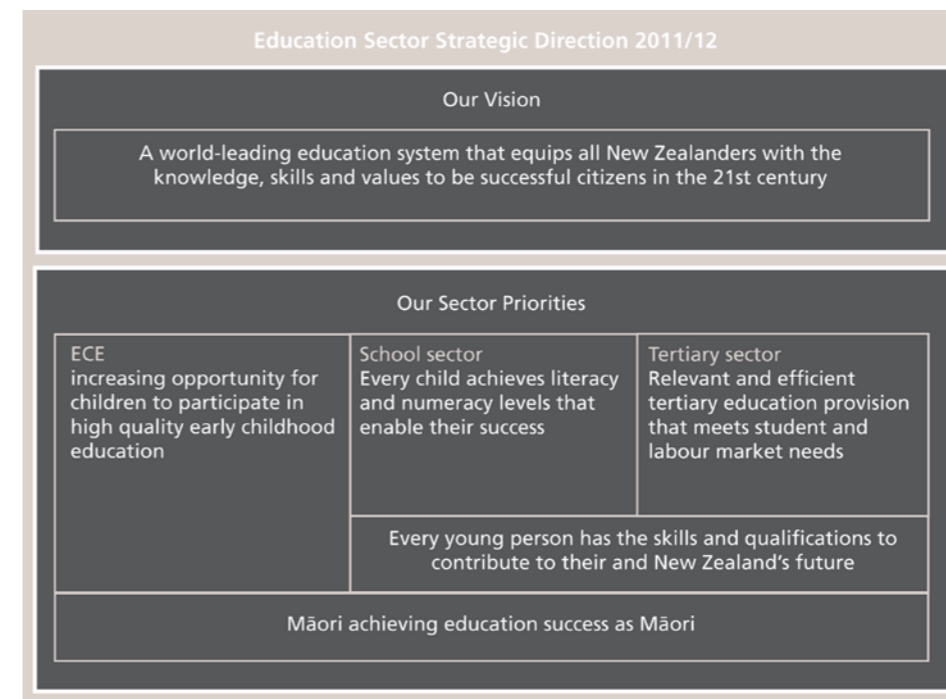 Education Sector Strategic Direction 2011/12
Our Vision
A world-leading education system that equips all New Zealanders with the
knowledge, skills and values to be successful citizens in the 21st century
Our Sector Priorities
ECE
increasing opportunity for
children to participate in
high quality early childhood
education
School sector
Every child achieves literacy
and numeracy levels that
enable their success
Tertiary sector
Relevant and efficient
tertiary education provision
that meets student and
labour market needs
Every young person has the skills and qualifications to
contribute to their and New Zealand’s future
Māori achieving education success as Māori